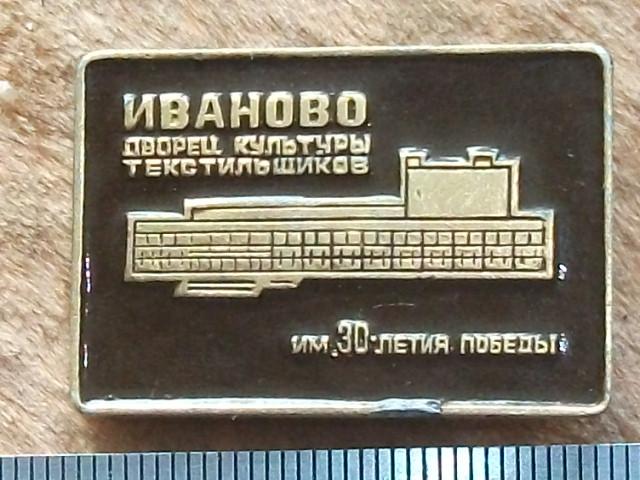 ИВАНОВО
ДВОРЕЦ КУЛЬТУРЫ
ТЕКСТИЛЬЩИКОВ
ИМ. 30-ЛЕТИЯ ПОБЕДЫ